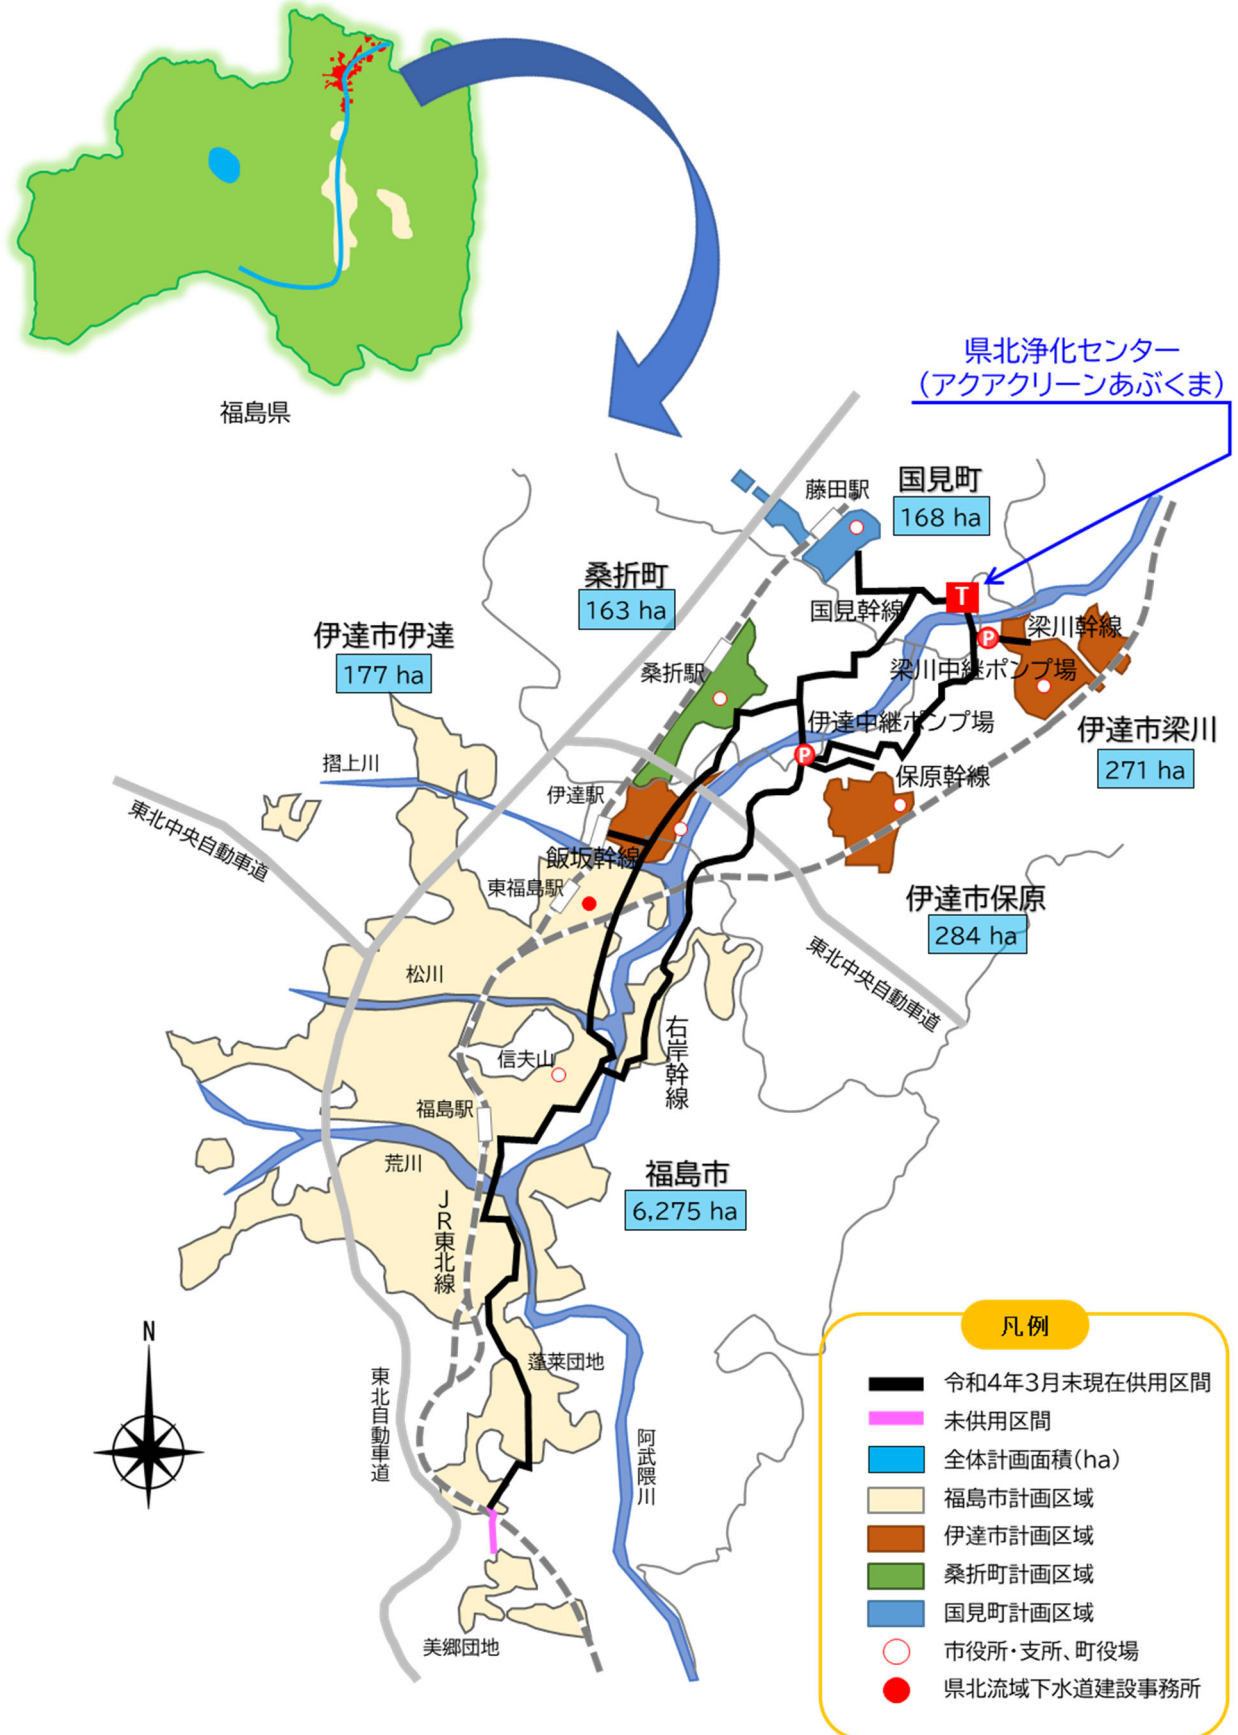 福島県
県北浄化センター
（アクアクリーンあぶくま）
藤田駅
国見町
168 ha
桑折町
163 ha
国見幹線
T
P
梁川幹線
伊達市伊達
177 ha
桑折駅
梁川中継ポンプ場
伊達中継ポンプ場
P
伊達市梁川
271 ha
摺上川
伊達駅
保原幹線
東北中央自動車道
飯坂幹線
東福島駅
伊達市保原
284 ha
東北中央自動車道
松川
信夫山
右岸幹線
福島駅
荒川
福島市
6,275 ha
JR東北線
N
蓬莱団地
東北自動車道
阿武隈川
美郷団地
凡例
令和4年3月末現在供用区間
未供用区間
全体計画面積(ha)
福島市計画区域
伊達市計画区域
桑折町計画区域
国見町計画区域
市役所・支所、町役場
県北流域下水道建設事務所